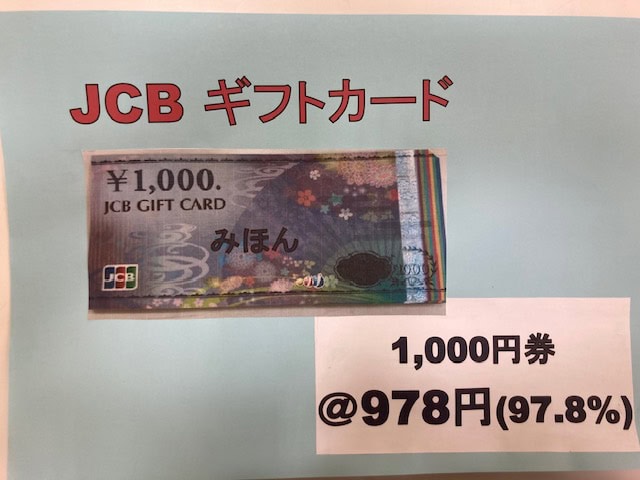 JCB ギフトカード
￥1,000.
JCB GIFT CARD
みほん
JCB
1000
1,000円券
@978円(97.8%)